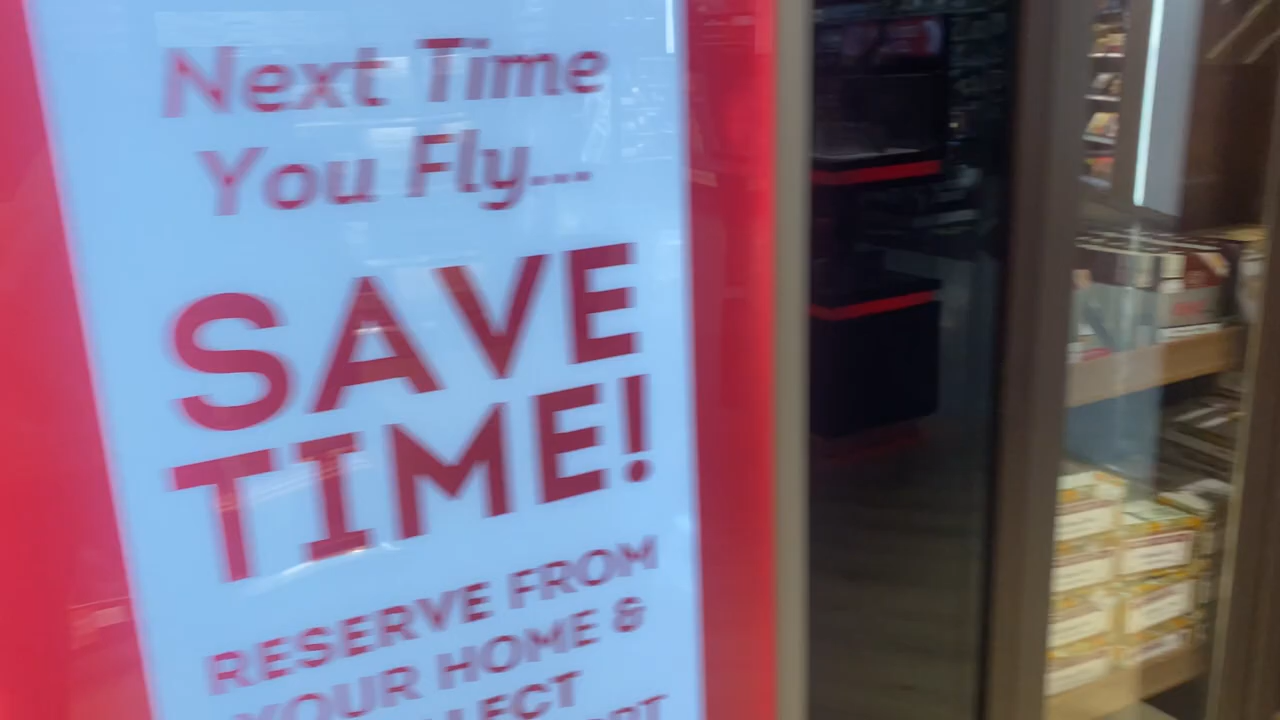 Next Time
You Fly...
SAVE
TIME!
RESERVE FROM
YOUR HOME &